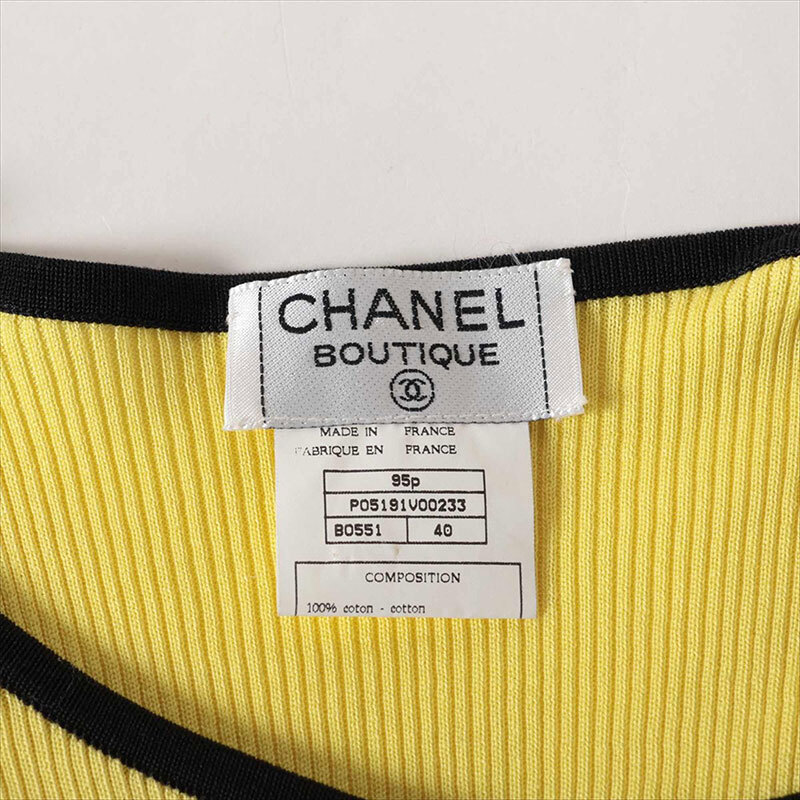 CHANEL
BOUTIQUE
MADE IN FRANCE
FABRIQUE EN FRANCE
95p
P05191V00233
B0551 40
COMPOSITION
100% coton - cotton